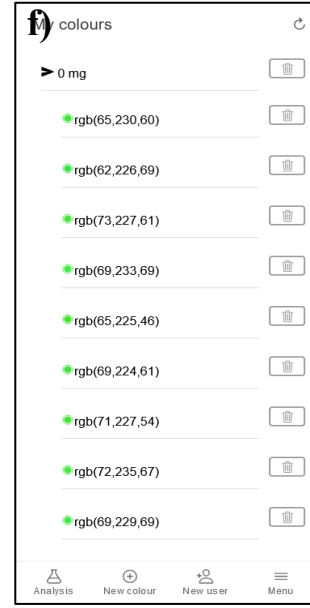 f)
My colours
0 mg
rgb(65,230,60)
rgb(62,226,69)
rgb(73,227,61)
rgb(69,233,69)
rgb(65,225,46)
rgb(69,224,61)
rgb(71,227,54)
rgb(72,235,67)
rgb(69,229,69)
Analysis New colour New user Menu